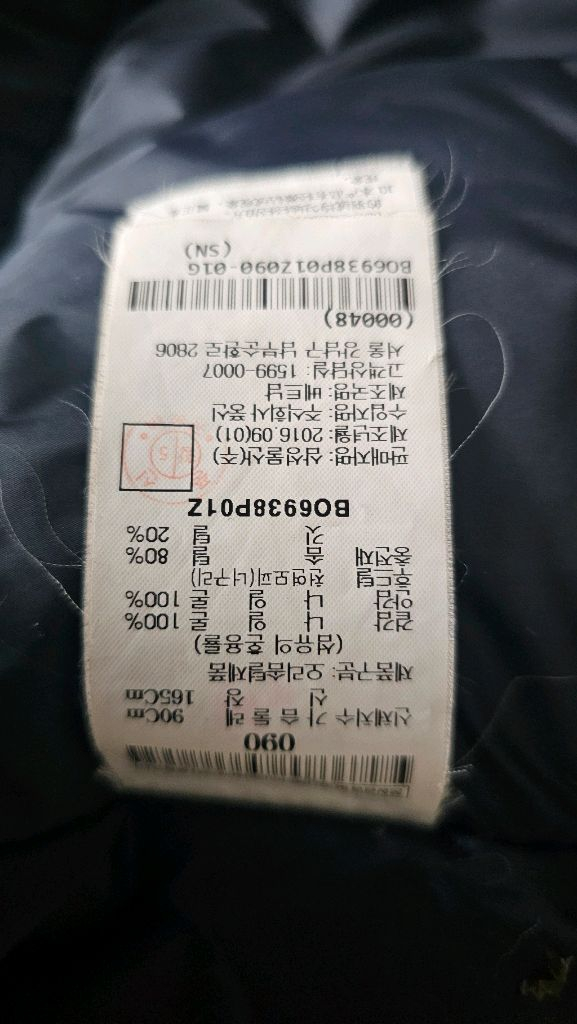 090
신체치수 가 슴 둘 레 90Cm
신 장 165Cm
제품구분: 오리솜털제품
(섬유의 혼용률)
겉감 나 일 론 100%
안감 나 일 론 100%
후드털 천연모피(너구리)
충전재 솜 털 80%
깃 털 20%
BO6938P01Z
판매자명: 삼성물산(주)
제조년월: 2016.09(01)
수입자명: 주식회사 풍신
제조국명: 베트남
고객상담실: 1599-0007
서울 강남구 남부순환로 2806
(00048)
BO6938P01Z090-01G
(SN)